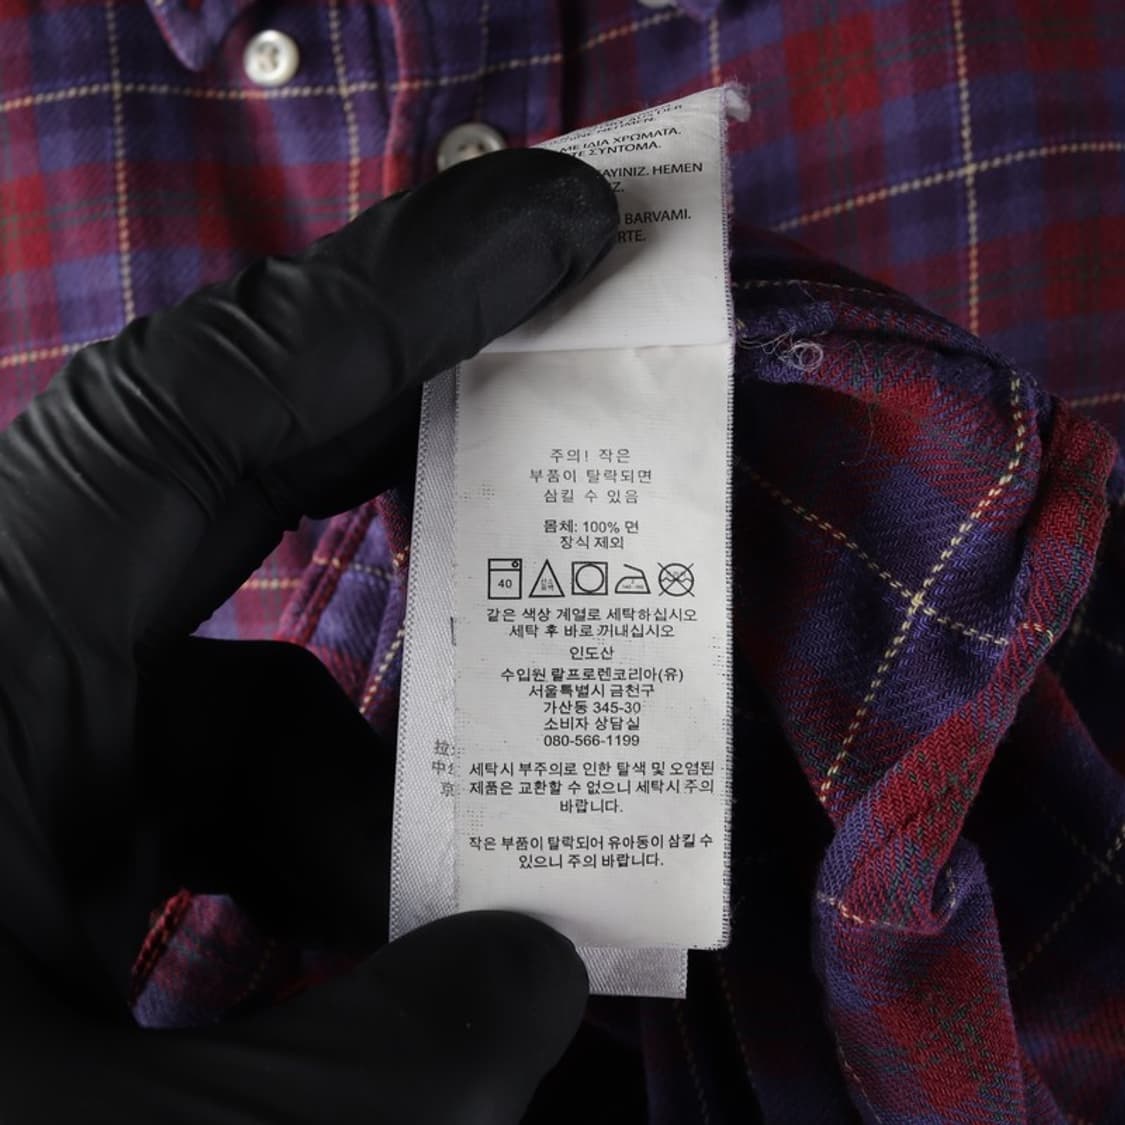 AUS DER
NEHMEN.
ΜΕ ΙΔΙΑ ΧΡΩΜΑΤΑ.
ΣΥΝΤΟΜΑ.
HEMEN
BARVAMI.
주의! 작은
부품이 탈락되면
삼킬 수 있음
몸체: 100% 면
장식 제외
40
같은 색상 계열로 세탁하십시오
세탁 후 바로 꺼내십시오
인도산
수입원 랄프로렌코리아(유)
서울특별시 금천구
가산동 345-30
소비자 상담실
080-566-1199
세탁시 부주의로 인한 탈색 및 오염된
제품은 교환할 수 없으니 세탁시 주의
바랍니다.
작은 부품이 탈락되어 유아동이 삼킬 수
있으니 주의 바랍니다.